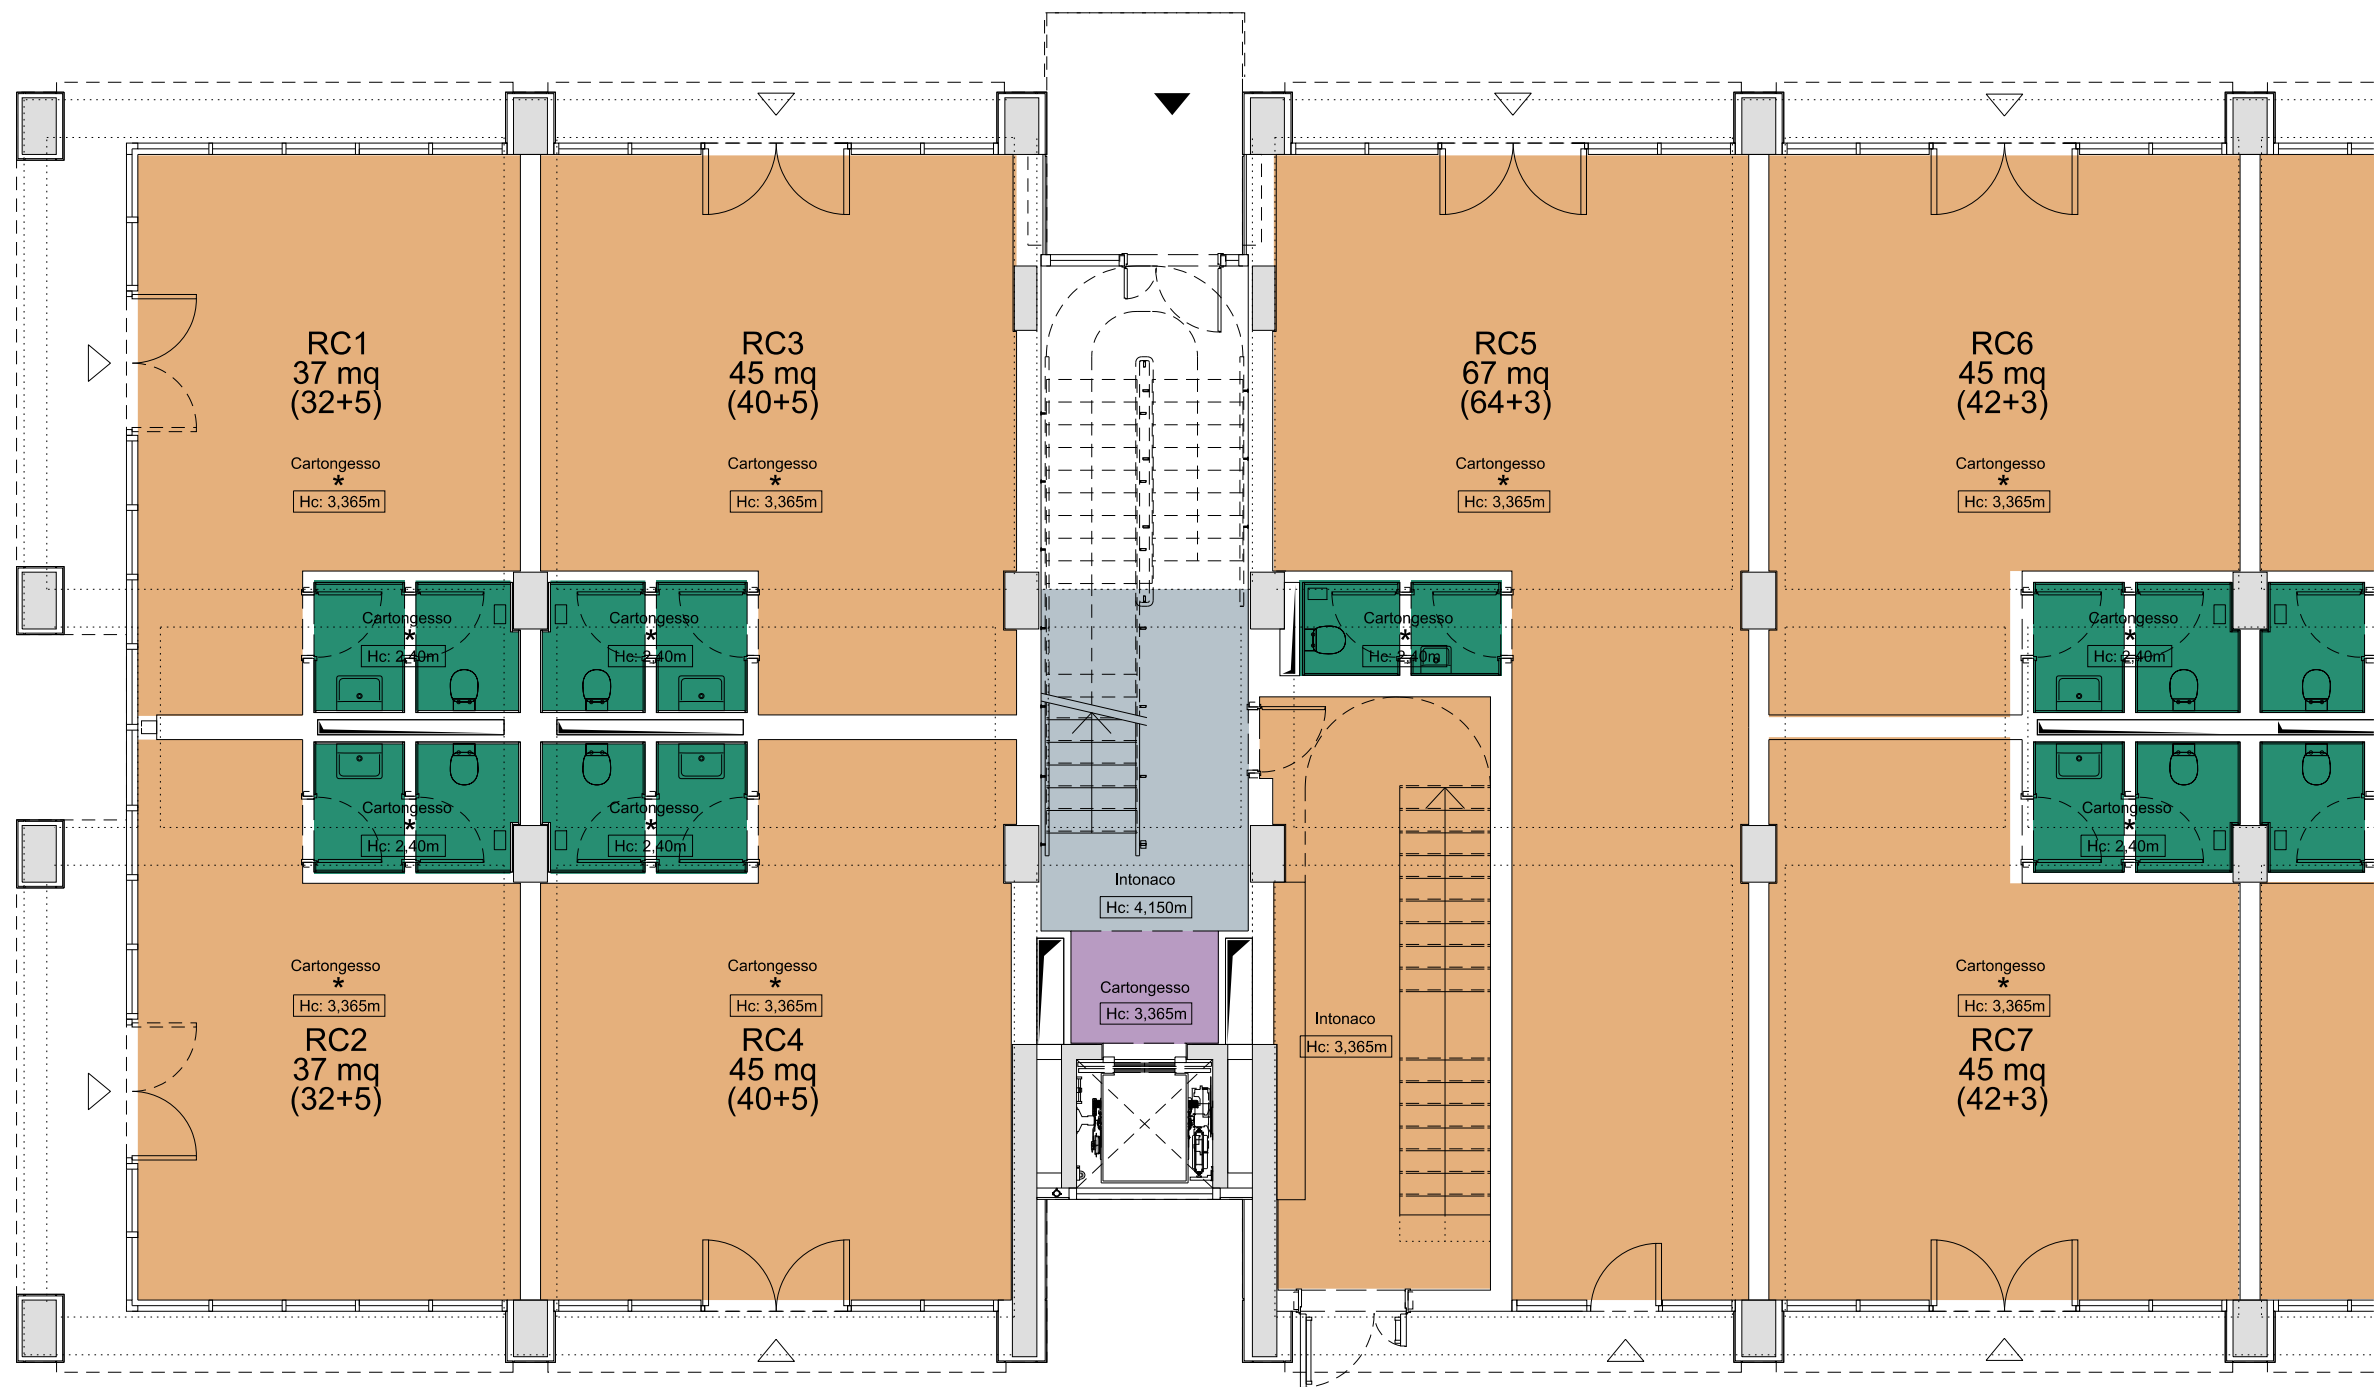 RC1
37 mq
(32+5)
Cartongesso
*
Hc: 3,365m
RC3
45 mq
(40+5)
Cartongesso
*
Hc: 3,365m
RC5
67 mq
(64+3)
Cartongesso
*
Hc: 3,365m
RC6
45 mq
(42+3)
Cartongesso
*
Hc: 3,365m
Cartongesso
*
Hc: 2,40m
Cartongesso
*
Hc: 2,40m
Cartongesso
*
Hc: 2,40m
Cartongesso
*
Hc: 2,40m
Cartongesso
*
Hc: 2,40m
Cartongesso
*
Hc: 2,40m
Cartongesso
*
Hc: 2,40m
Intonaco
Hc: 4,150m
Cartongesso
*
Hc: 3,365m
RC2
37 mq
(32+5)
Cartongesso
*
Hc: 3,365m
RC4
45 mq
(40+5)
Cartongesso
Hc: 3,365m
Intonaco
Hc: 3,365m
Cartongesso
*
Hc: 3,365m
RC7
45 mq
(42+3)